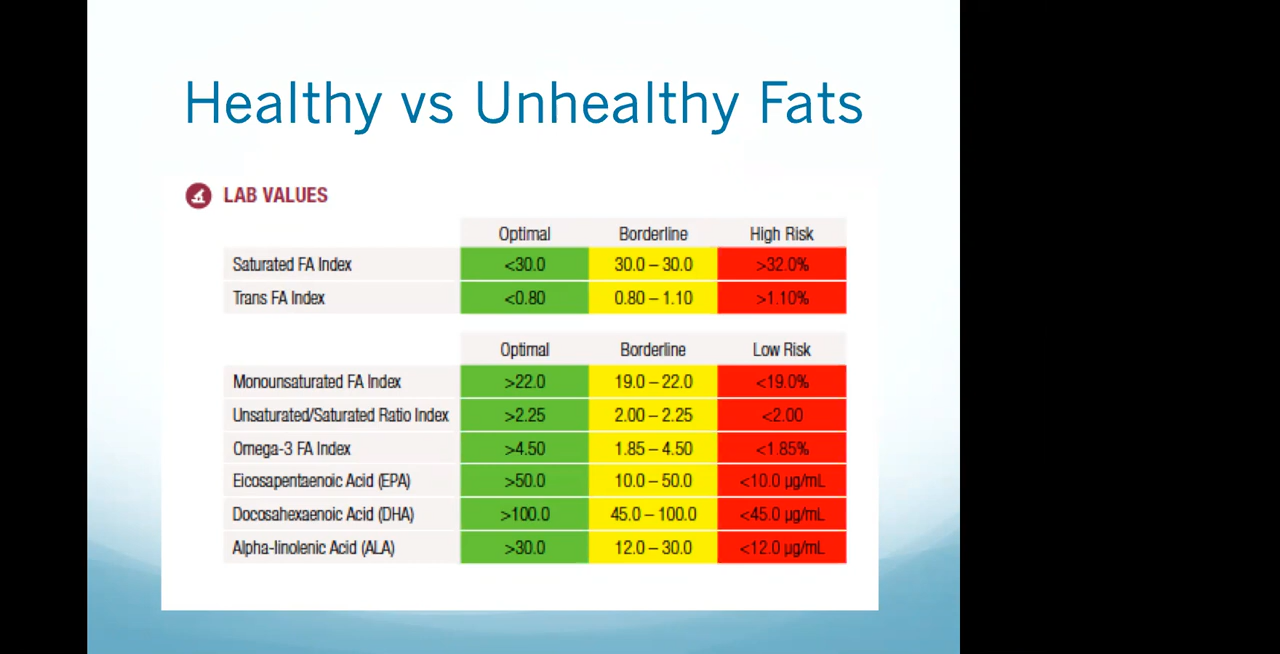 Healthy vs Unhealthy Fats
LAB VALUES
Optimal Borderline High Risk
Saturated FA Index <30.0 30.0 – 30.0 >32.0%
Trans FA Index <0.80 0.80 – 1.10 >1.10%
Optimal Borderline Low Risk
Monounsaturated FA Index >22.0 19.0 – 22.0 <19.0%
Unsaturated/Saturated Ratio Index >2.25 2.00 – 2.25 <2.00
Omega-3 FA Index >4.50 1.85 – 4.50 <1.85%
Eicosapentaenoic Acid (EPA) >50.0 10.0 – 50.0 <10.0 µg/mL
Docosahexaenoic Acid (DHA) >100.0 45.0 – 100.0 <45.0 µg/mL
Alpha-linolenic Acid (ALA) >30.0 12.0 – 30.0 <12.0 µg/mL